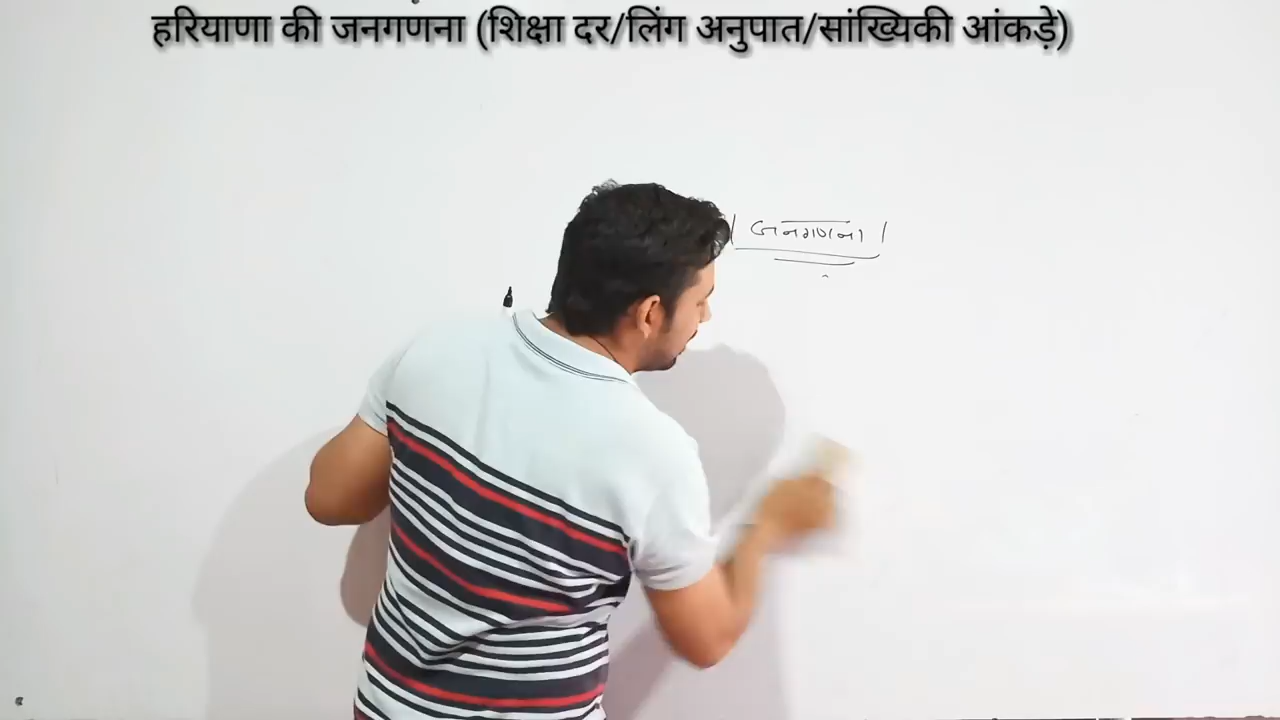 हरियाणा की जनगणना (शिक्षा दर/लिंग अनुपात/सांख्यिकी आंकड़े)
जनगणना